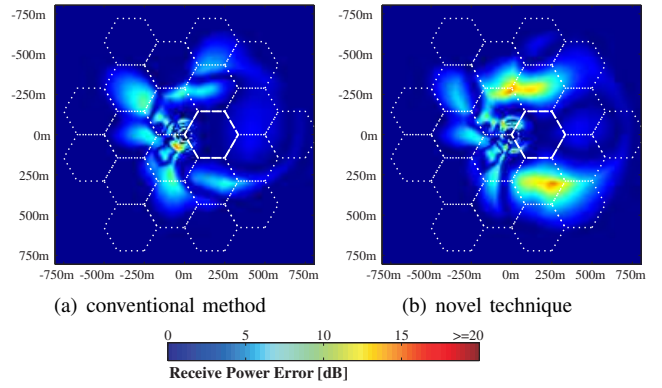 -750m
-500m
-250m
0m
250m
500m
750m
-750m -500m -250m 0m 250m 500m 750m
(a) conventional method
-750m
-500m
-250m
0m
250m
500m
750m
-750m -500m -250m 0m 250m 500m 750m
(b) novel technique
0 5 10 15 >=20
Receive Power Error [dB]